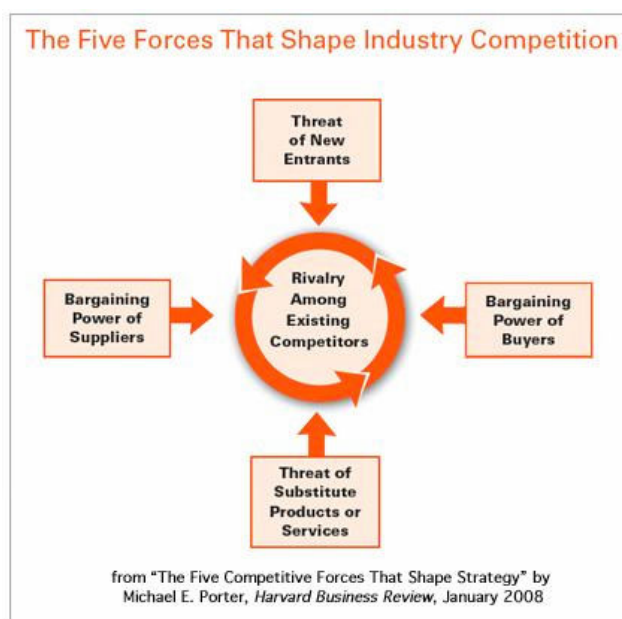 The Five Forces That Shape Industry Competition
Threat
of New
Entrants
Bargaining
Power of
Suppliers
Rivalry
Among
Existing
Competitors
Bargaining
Power of
Buyers
Threat of
Substitute
Products or
Services
from “The Five Competitive Forces That Shape Strategy” by
Michael E. Porter, Harvard Business Review, January 2008